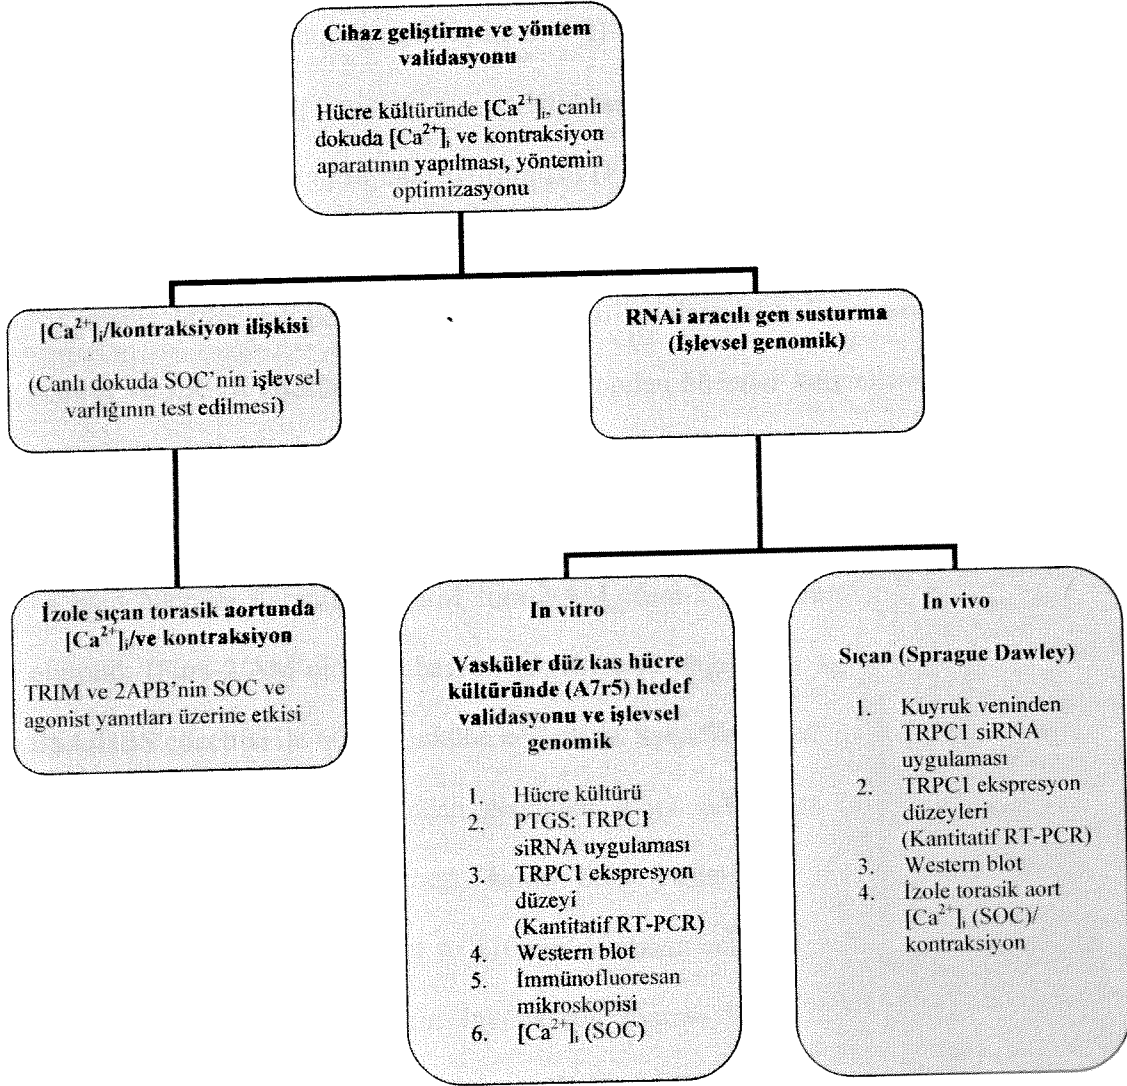 Cihaz geliştirme ve yöntem
validasyonu
Hücre kültüründe [Ca²⁺]ᵢ, canlı
dokuda [Ca²⁺]ᵢ ve kontraksiyon
aparatının yapılması, yöntemin
optimizasyonu
[Ca²⁺]ᵢ/kontraksiyon ilişkisi
(Canlı dokuda SOC'nin işlevsel
varlığının test edilmesi)
RNAi aracılı gen susturma
(İşlevsel genomik)
İzole sıçan torasik aortunda
[Ca²⁺]ᵢ/ve kontraksiyon
TRIM ve 2APB'nin SOC ve
agonist yanıtları üzerine etkisi
In vitro
Vasküler düz kas hücre
kültüründe (A7r5) hedef
validasyonu ve işlevsel
genomik
1. Hücre kültürü
2. PTGS: TRPC1
siRNA uygulaması
3. TRPC1 ekspresyon
düzeyi
(Kantitatif RT-PCR)
4. Western blot
5. İmmünofluoresan
mikroskopisi
6. [Ca²⁺]ᵢ (SOC)
In vivo
Sıçan (Sprague Dawley)
1. Kuyruk veninden
TRPC1 siRNA
uygulaması
2. TRPC1 ekspresyon
düzeyleri
(Kantitatif RT-PCR)
3. Western blot
4. İzole torasik aort
[Ca²⁺]ᵢ (SOC)/
kontraksiyon